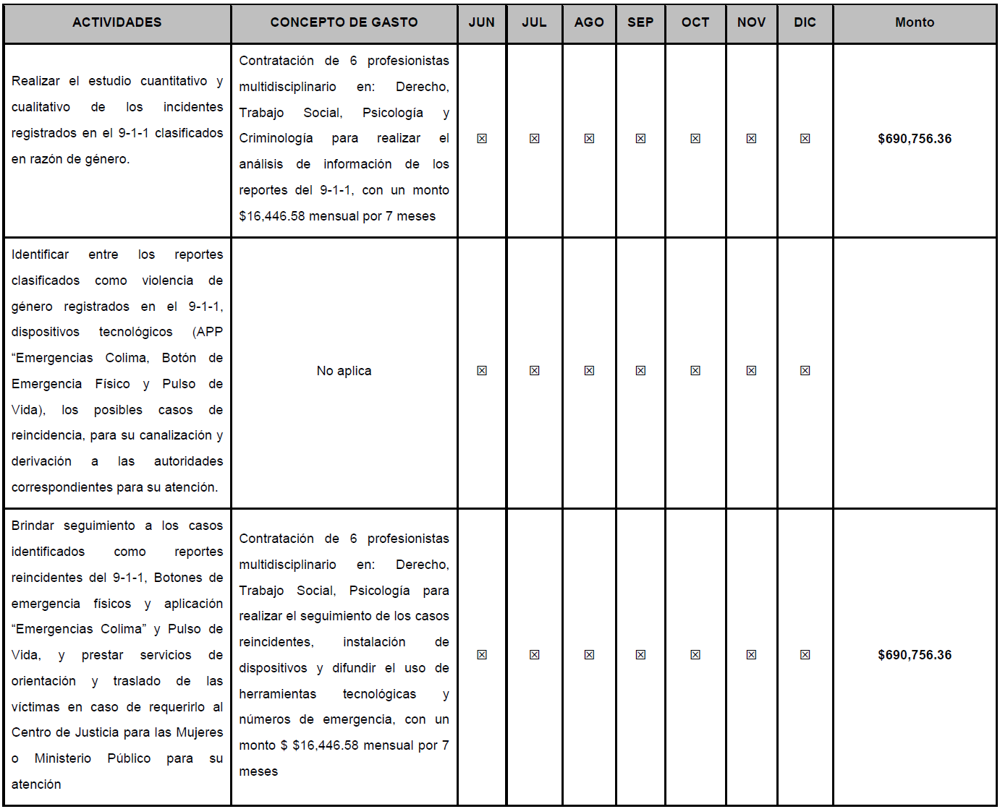 ACTIVIDADES CONCEPTO DE GASTO JUN JUL AGO SEP OCT NOV DIC Monto
Realizar el estudio cuantitativo y
cualitativo de los incidentes
registrados en el 9-1-1 clasificados
en razón de género.
Contratación de 6 profesionistas
multidisciplinario en: Derecho,
Trabajo Social, Psicología y
Criminología para realizar el
análisis de información de los
reportes del 9-1-1, con un monto
$16,446.58 mensual por 7 meses
☒ ☒ ☒ ☒ ☒ ☒ ☒ $690,756.36
Identificar entre los reportes
clasificados como violencia de
género registrados en el 9-1-1,
dispositivos tecnológicos (APP
“Emergencias Colima, Botón de
Emergencia Físico y Pulso de
Vida), los posibles casos de
reincidencia, para su canalización y
derivación a las autoridades
correspondientes para su atención.
No aplica
☒ ☒ ☒ ☒ ☒ ☒ ☒
Brindar seguimiento a los casos
identificados como reportes
reincidentes del 9-1-1, Botones de
emergencia físicos y aplicación
“Emergencias Colima” y Pulso de
Vida, y prestar servicios de
orientación y traslado de las
víctimas en caso de requerirlo al
Centro de Justicia para las Mujeres
o Ministerio Público para su
atención
Contratación de 6 profesionistas
multidisciplinario en: Derecho,
Trabajo Social, Psicología para
realizar el seguimiento de los casos
reincidentes, instalación de
dispositivos y difundir el uso de
herramientas tecnológicas y
números de emergencia, con un
monto $ $16,446.58 mensual por 7
meses
☒ ☒ ☒ ☒ ☒ ☒ ☒ $690,756.36